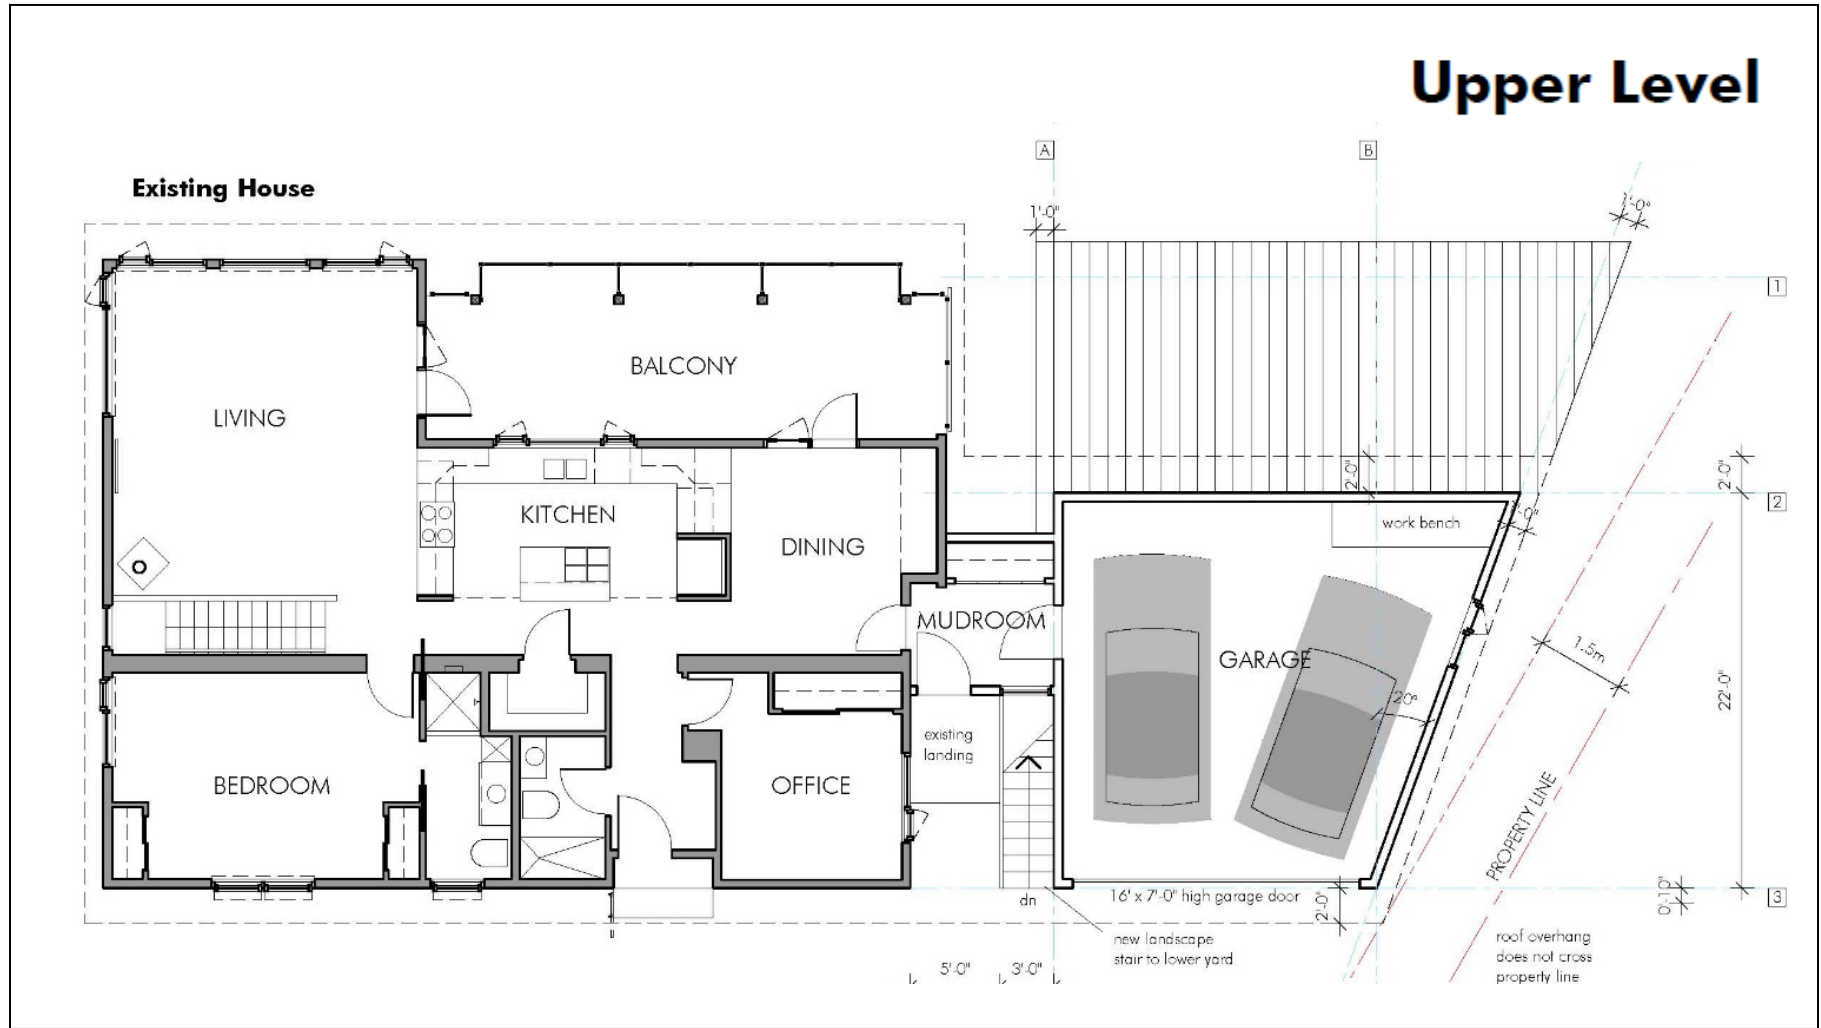 Upper Level
A
B
Existing House
1'-0"
1'-0"
1
BALCONY
LIVING
2'-0"
2'-0"
2
KITCHEN
work bench
DINING
MUDROOM
GARAGE
1.5m
20°
22'-0"
existing
landing
BEDROOM
OFFICE
PROPERTY LINE
16' x 7'-0" high garage door
2'-0"
0'-10"
3
dn
new landscape
stair to lower yard
roof overhang
does not cross
property line
5'-0"
3'-0"